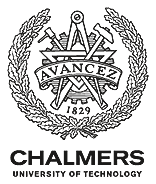 AVANCEZ
1829
CHALMERS
UNIVERSITY OF TECHNOLOGY